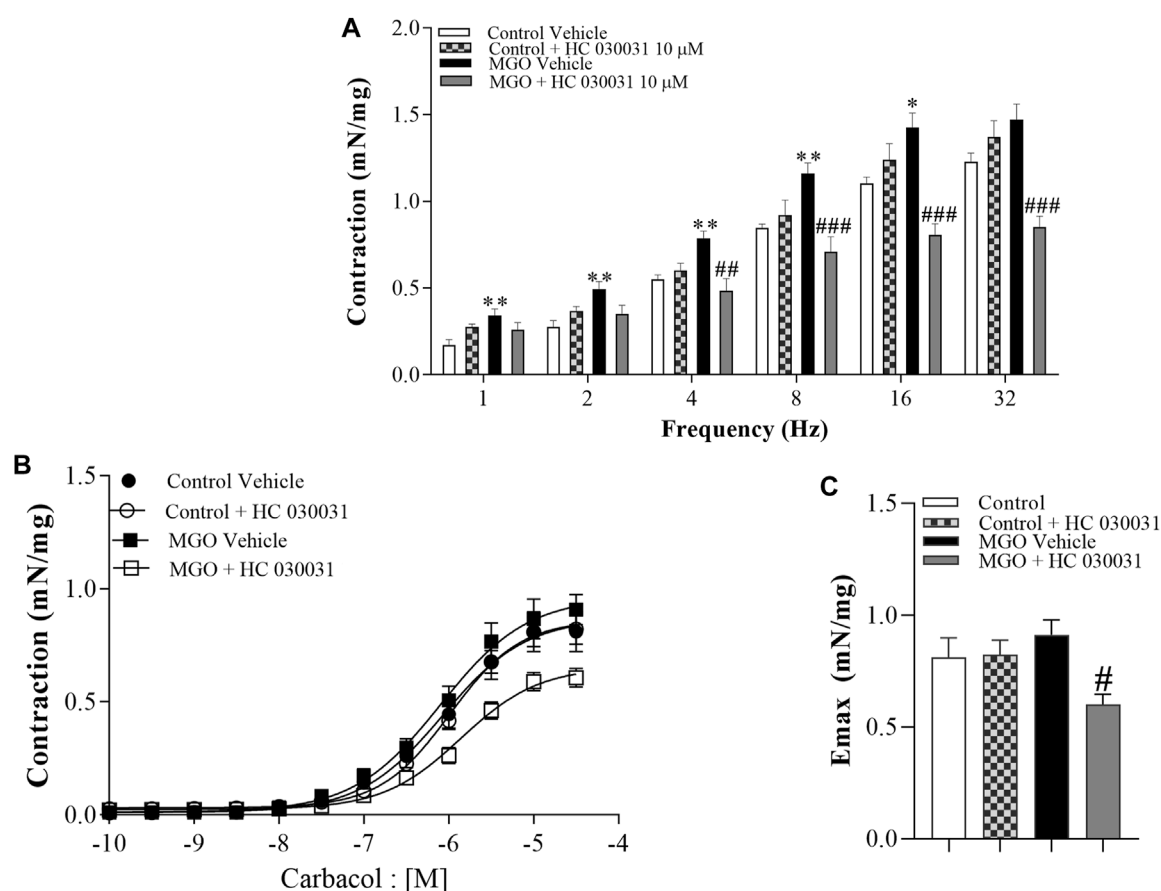 A
Control Vehicle
Control + HC 030031 10 μM
MGO Vehicle
MGO + HC 030031 10 μM
Contraction (mN/mg)
2.0
1.5
1.0
0.5
0.0
** ** ** ** *
## ### ### ###
1 2 4 8 16 32
Frequency (Hz)
B
Control Vehicle
Control + HC 030031
MGO Vehicle
MGO + HC 030031
Contraction (mN/mg)
1.5
1.0
0.5
0.0
-10 -9 -8 -7 -6 -5 -4
Carbacol : [M]
C
Control
Control + HC 030031
MGO Vehicle
MGO + HC 030031
Emax (mN/mg)
1.5
1.0
0.5
0.0
#